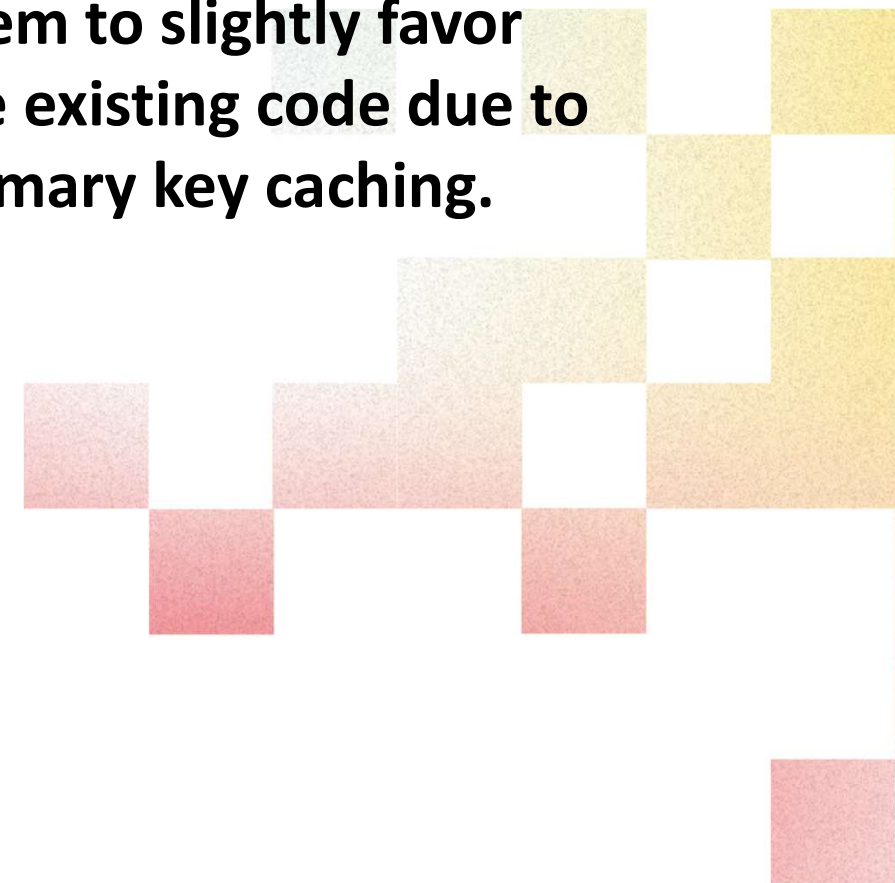 em to slightly favor
e existing code due to
mary key caching.